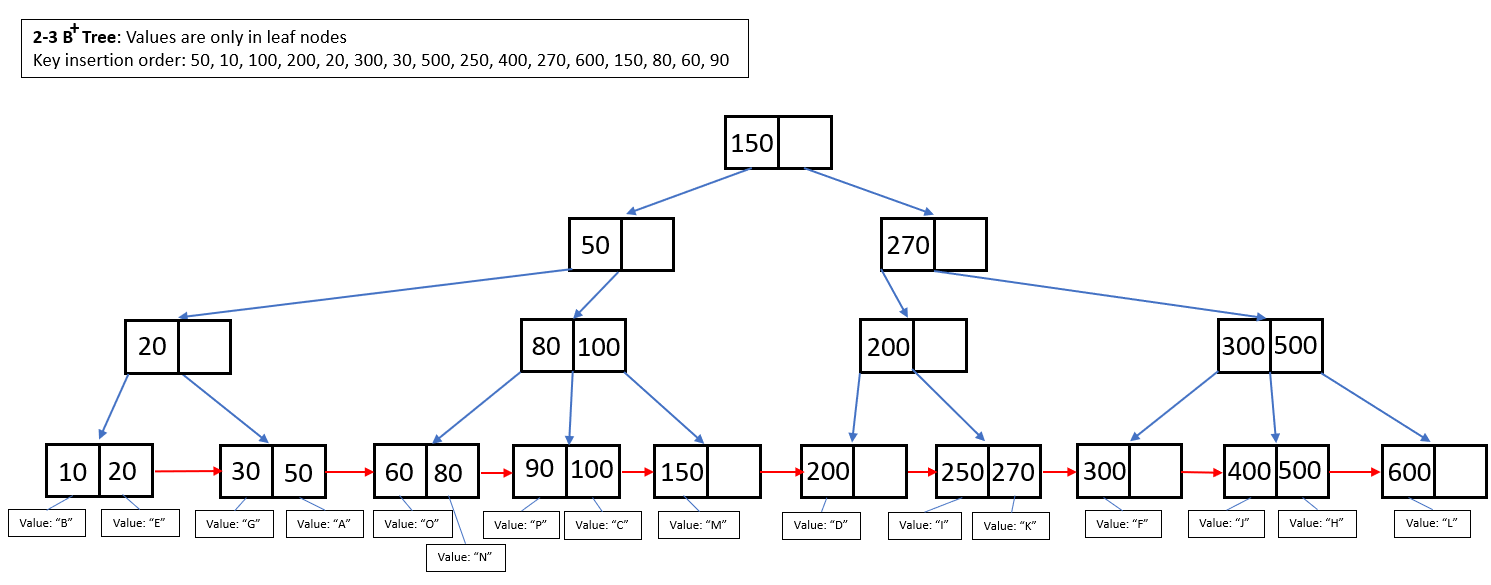 2-3 B+ Tree: Values are only in leaf nodes
Key insertion order: 50, 10, 100, 200, 20, 300, 30, 500, 250, 400, 270, 600, 150, 80, 60, 90
150
50 270
20 80 100 200 300 500
10 20 30 50 60 80 90 100 150 200 250 270 300 400 500 600
Value: “B” Value: “E” Value: “G” Value: “A” Value: “O” Value: “P” Value: “C” Value: “M” Value: “D” Value: “I” Value: “K” Value: “F” Value: “J” Value: “H” Value: “L”
Value: “N”